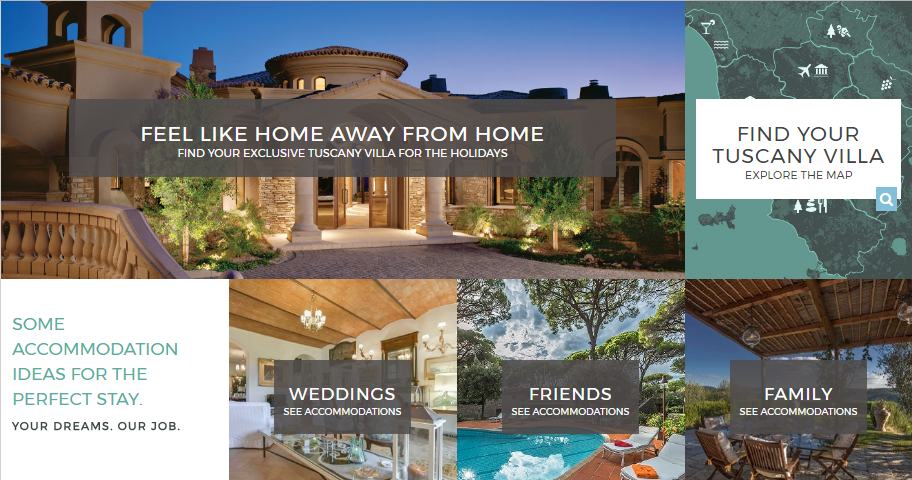 FEEL LIKE HOME AWAY FROM HOME
FIND YOUR EXCLUSIVE TUSCANY VILLA FOR THE HOLIDAYS
FIND YOUR
TUSCANY VILLA
EXPLORE THE MAP
SOME
ACCOMMODATION
IDEAS FOR THE
PERFECT STAY.
YOUR DREAMS. OUR JOB.
WEDDINGS
SEE ACCOMMODATIONS
FRIENDS
SEE ACCOMMODATIONS
FAMILY
SEE ACCOMMODATIONS